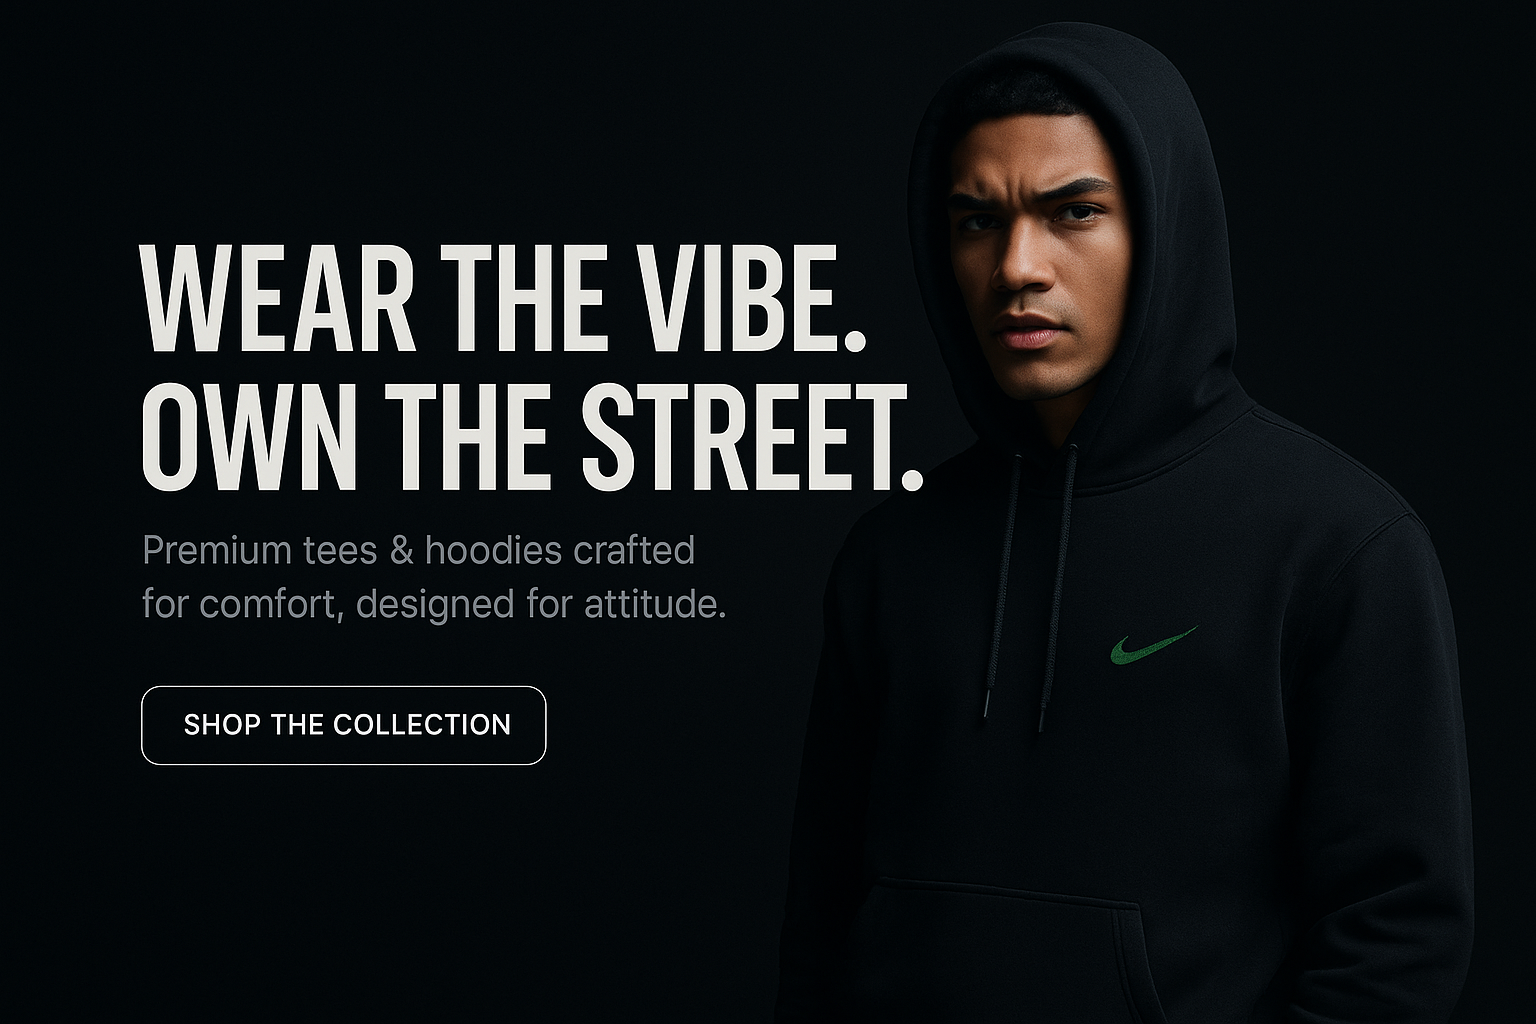 WEAR THE VIBE.
OWN THE STREET.
Premium tees & hoodies crafted
for comfort, designed for attitude.
SHOP THE COLLECTION